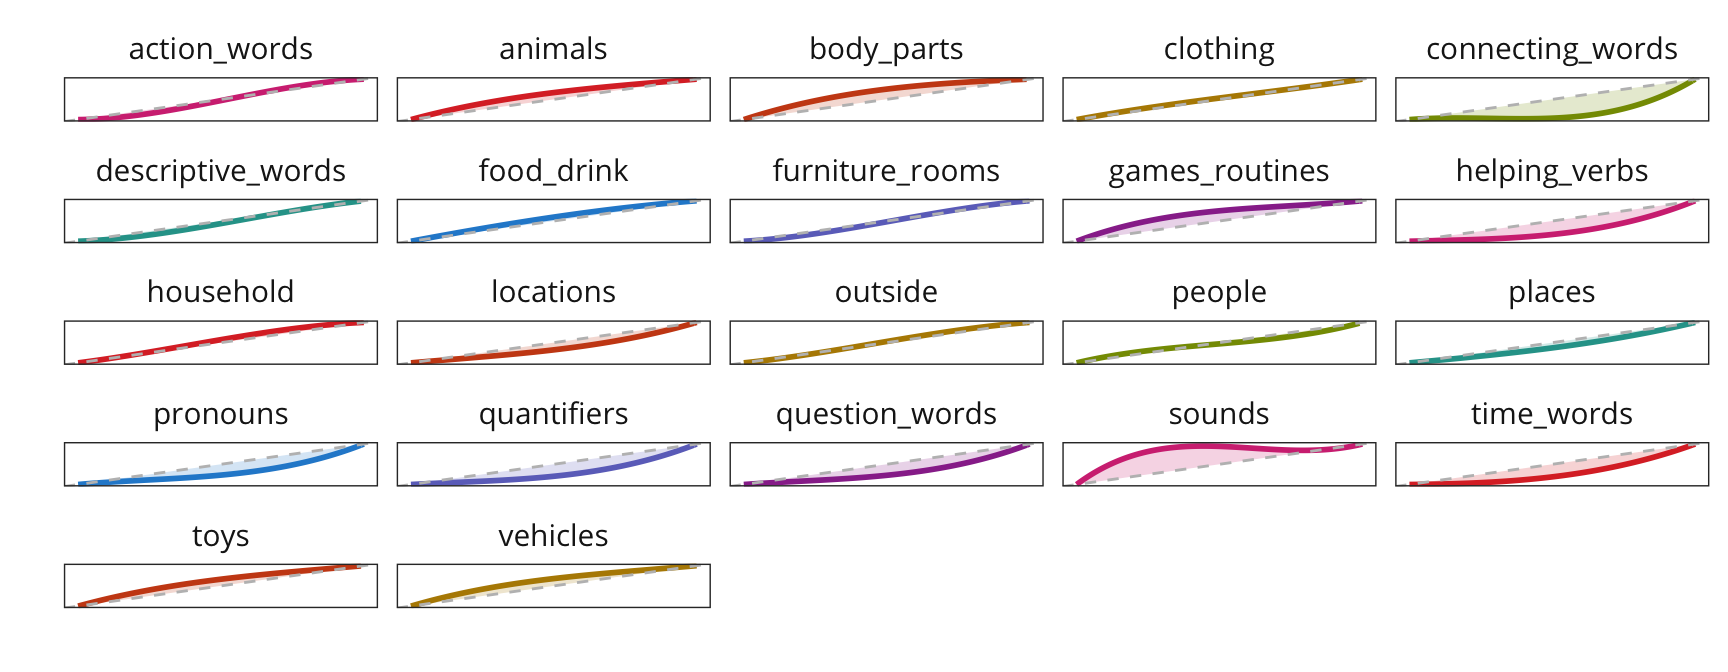 action_words
animals
body_parts
clothing
connecting_words
descriptive_words
food_drink
furniture_rooms
games_routines
helping_verbs
household
locations
outside
people
places
pronouns
quantifiers
question_words
sounds
time_words
toys
vehicles